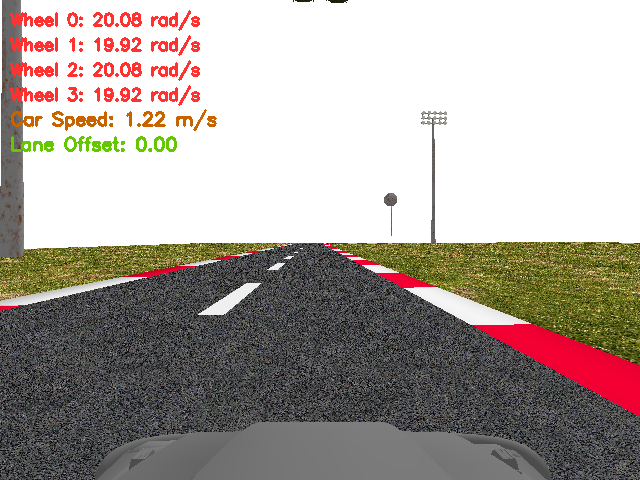 Wheel 0: 20.08 rad/s
Wheel 1: 19.92 rad/s
Wheel 2: 20.08 rad/s
Wheel 3: 19.92 rad/s
Car Speed: 1.22 m/s
Lane Offset: 0.00